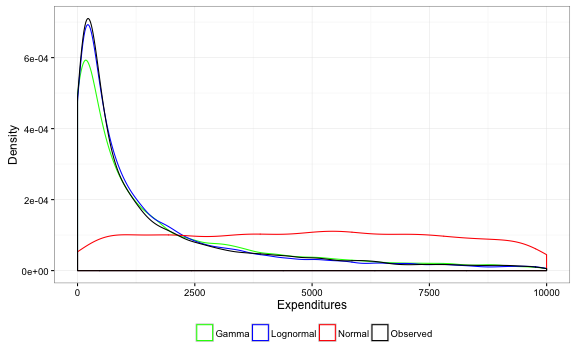 Density
6e-04
4e-04
2e-04
0e+00
0 2500 5000 7500 10000
Expenditures
Gamma Lognormal Normal Observed